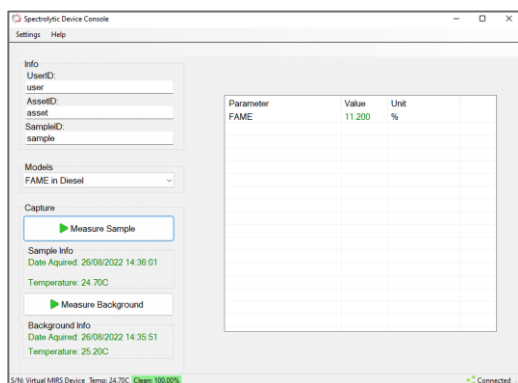 Spectrolytic Device Console
Settings Help
Info
UserID:
user
AssetID:
asset
SampleID:
sample
Models
FAME in Diesel
Capture
Measure Sample
Sample Info
Date Aquired: 26/08/2022 14:36:01
Temperature: 24.70C
Measure Background
Background Info
Date Aquired: 26/08/2022 14:35:51
Temperature: 25.20C
Parameter Value Unit
FAME 11.200 %
S/N: Virtual MIRS Device Temp: 24.70C Clean: 100.00% Connected